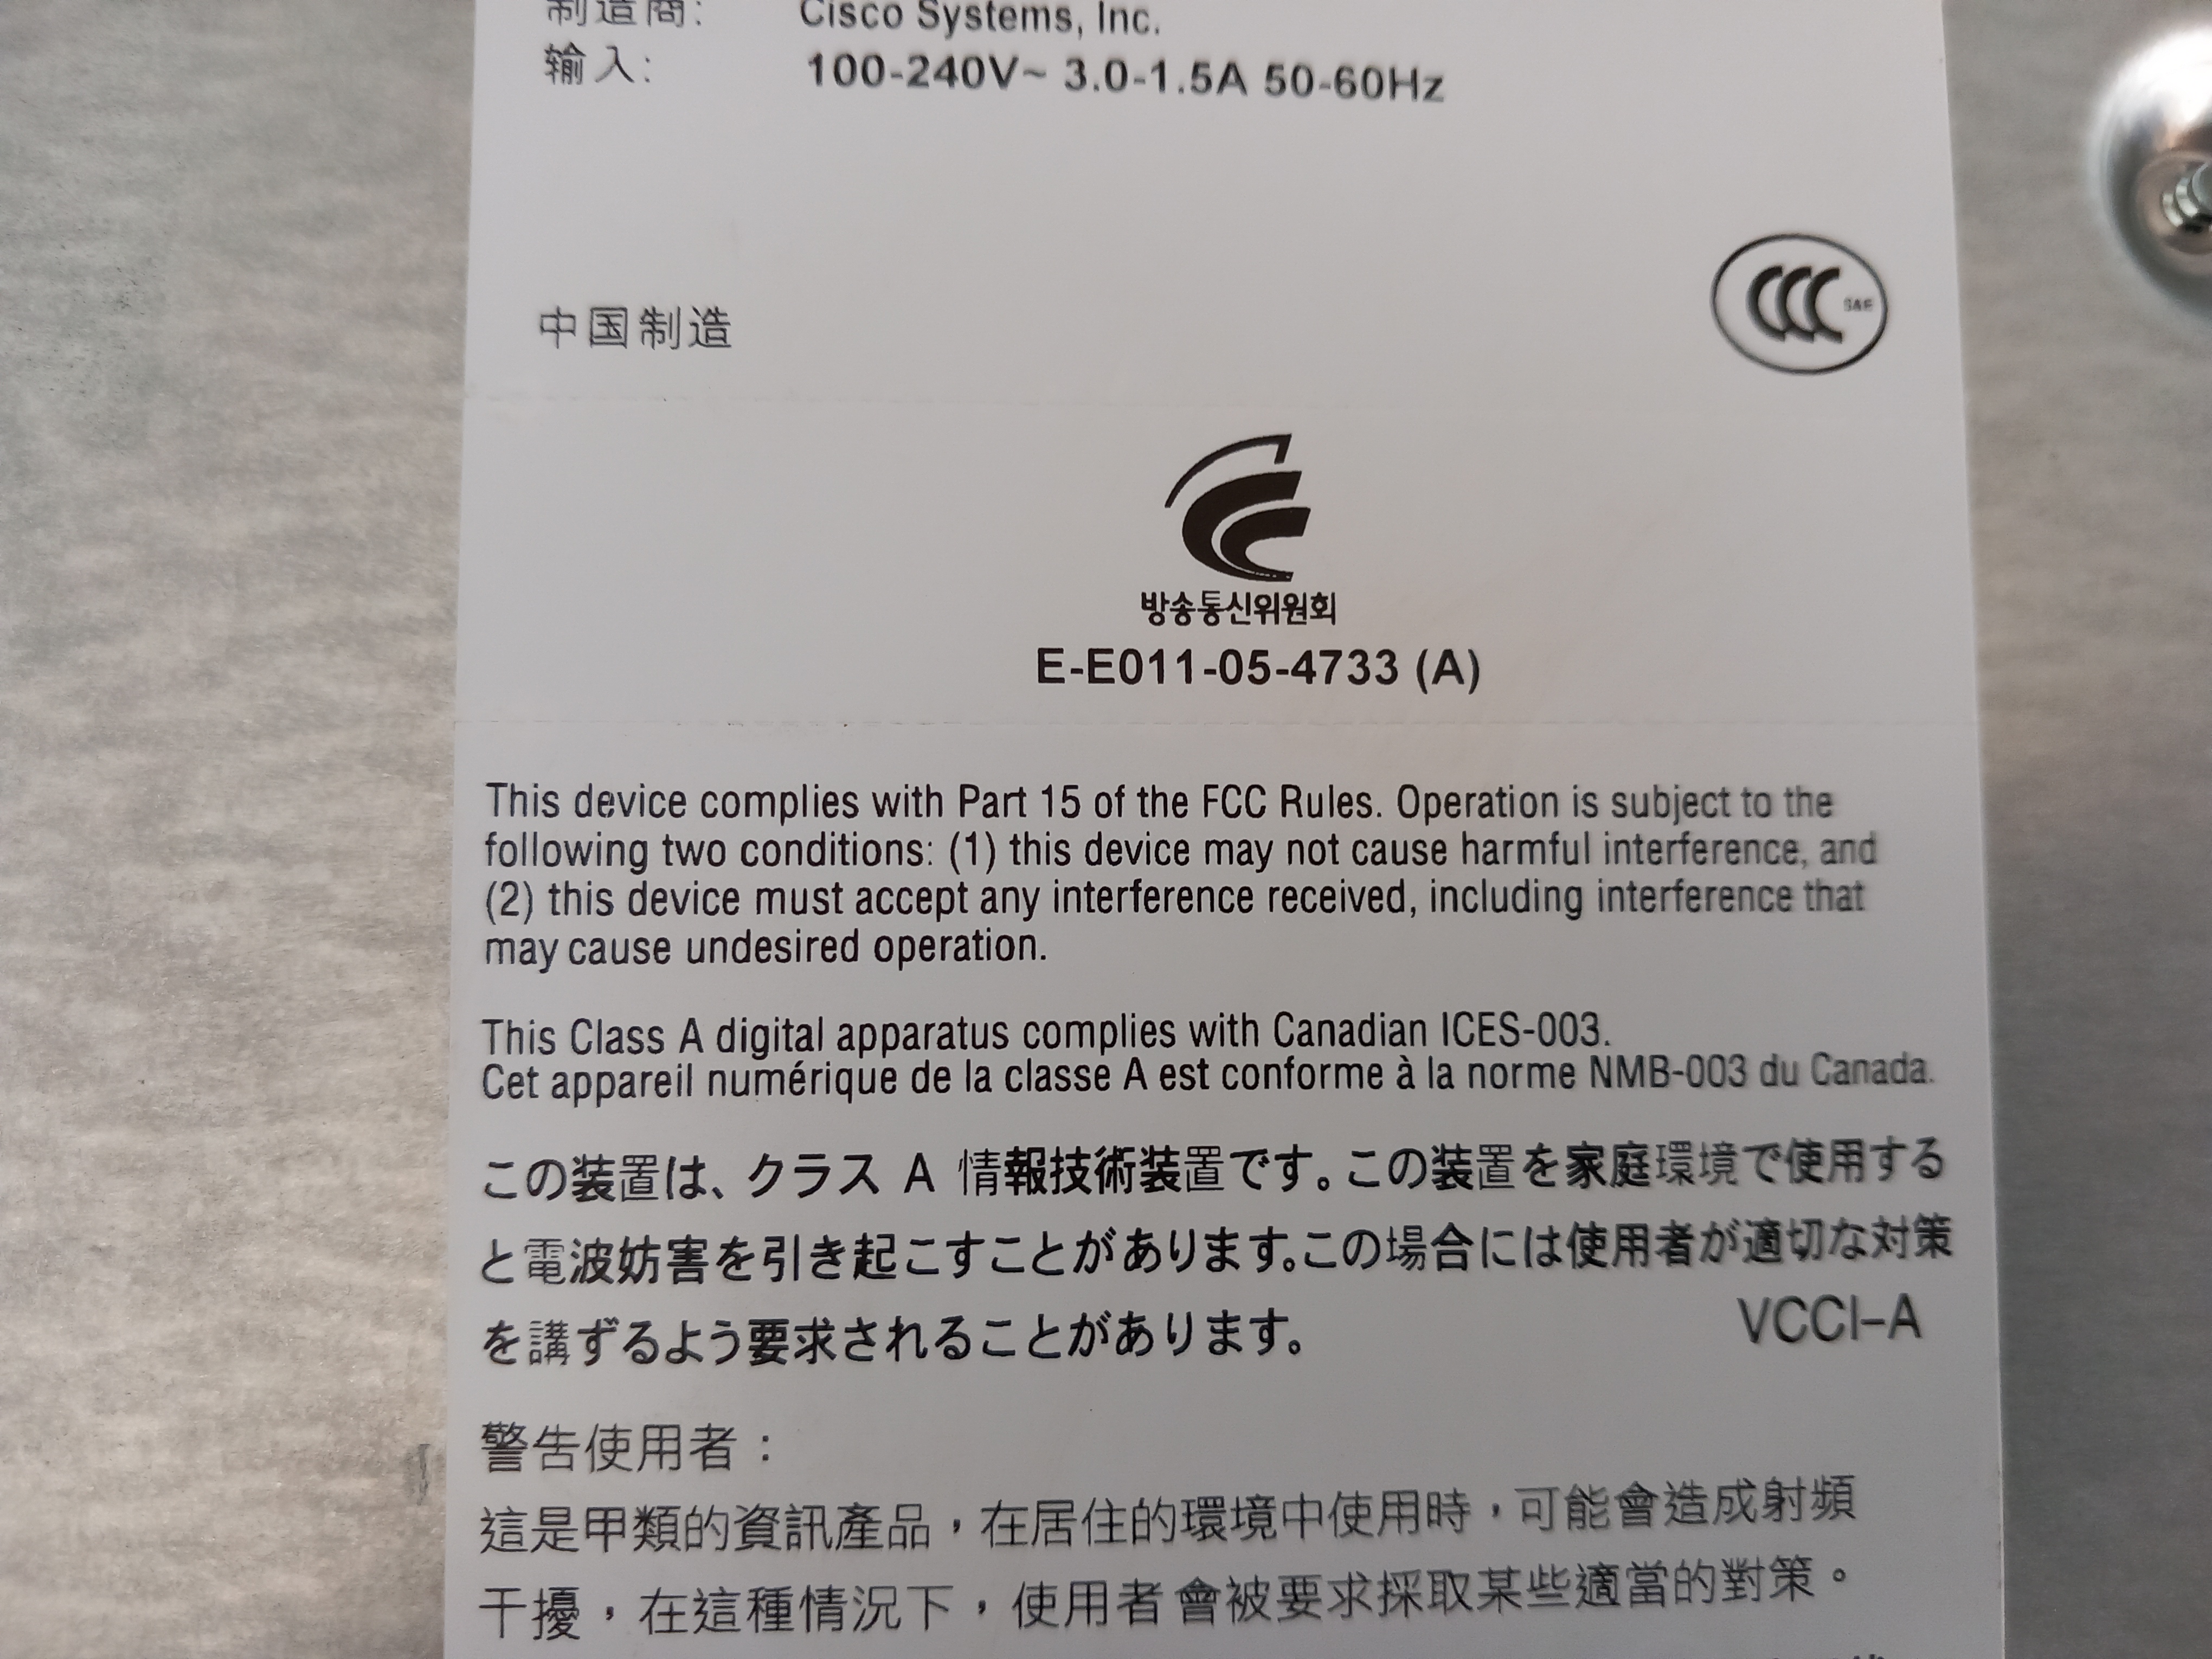 制造商: Cisco Systems, Inc.
输入: 100-240V~ 3.0-1.5A 50-60Hz
中国制造
CCC S&E
방송통신위원회
E-E011-05-4733 (A)
This device complies with Part 15 of the FCC Rules. Operation is subject to the
following two conditions: (1) this device may not cause harmful interference, and
(2) this device must accept any interference received, including interference that
may cause undesired operation.
This Class A digital apparatus complies with Canadian ICES-003.
Cet appareil numérique de la classe A est conforme à la norme NMB-003 du Canada.
この装置は、クラス A 情報技術装置です。この装置を家庭環境で使用する
と電波妨害を引き起こすことがあります。この場合には使用者が適切な対策
を講ずるよう要求されることがあります。
VCCI-A
警告使用者：
這是甲類的資訊產品，在居住的環境中使用時，可能會造成射頻
干擾，在這種情況下，使用者會被要求採取某些適當的對策。